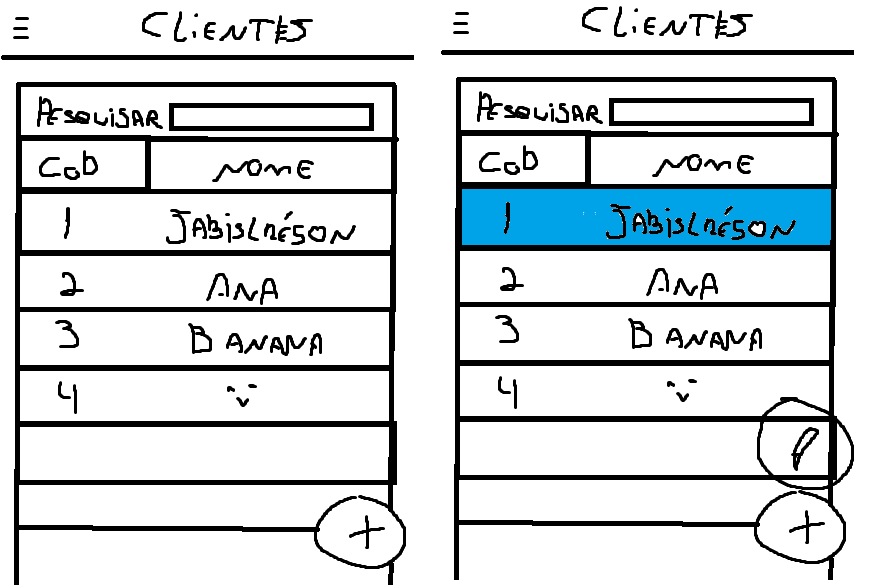 CLiENTES
PESQUiSAR
COD NOME
1 JABiSLNÉSON
2 ANA
3 BANANA
4 :v
+
CLiENTES
PESQUiSAR
COD NOME
1 JABiSLNÉSON
2 ANA
3 BANANA
4 :v
+